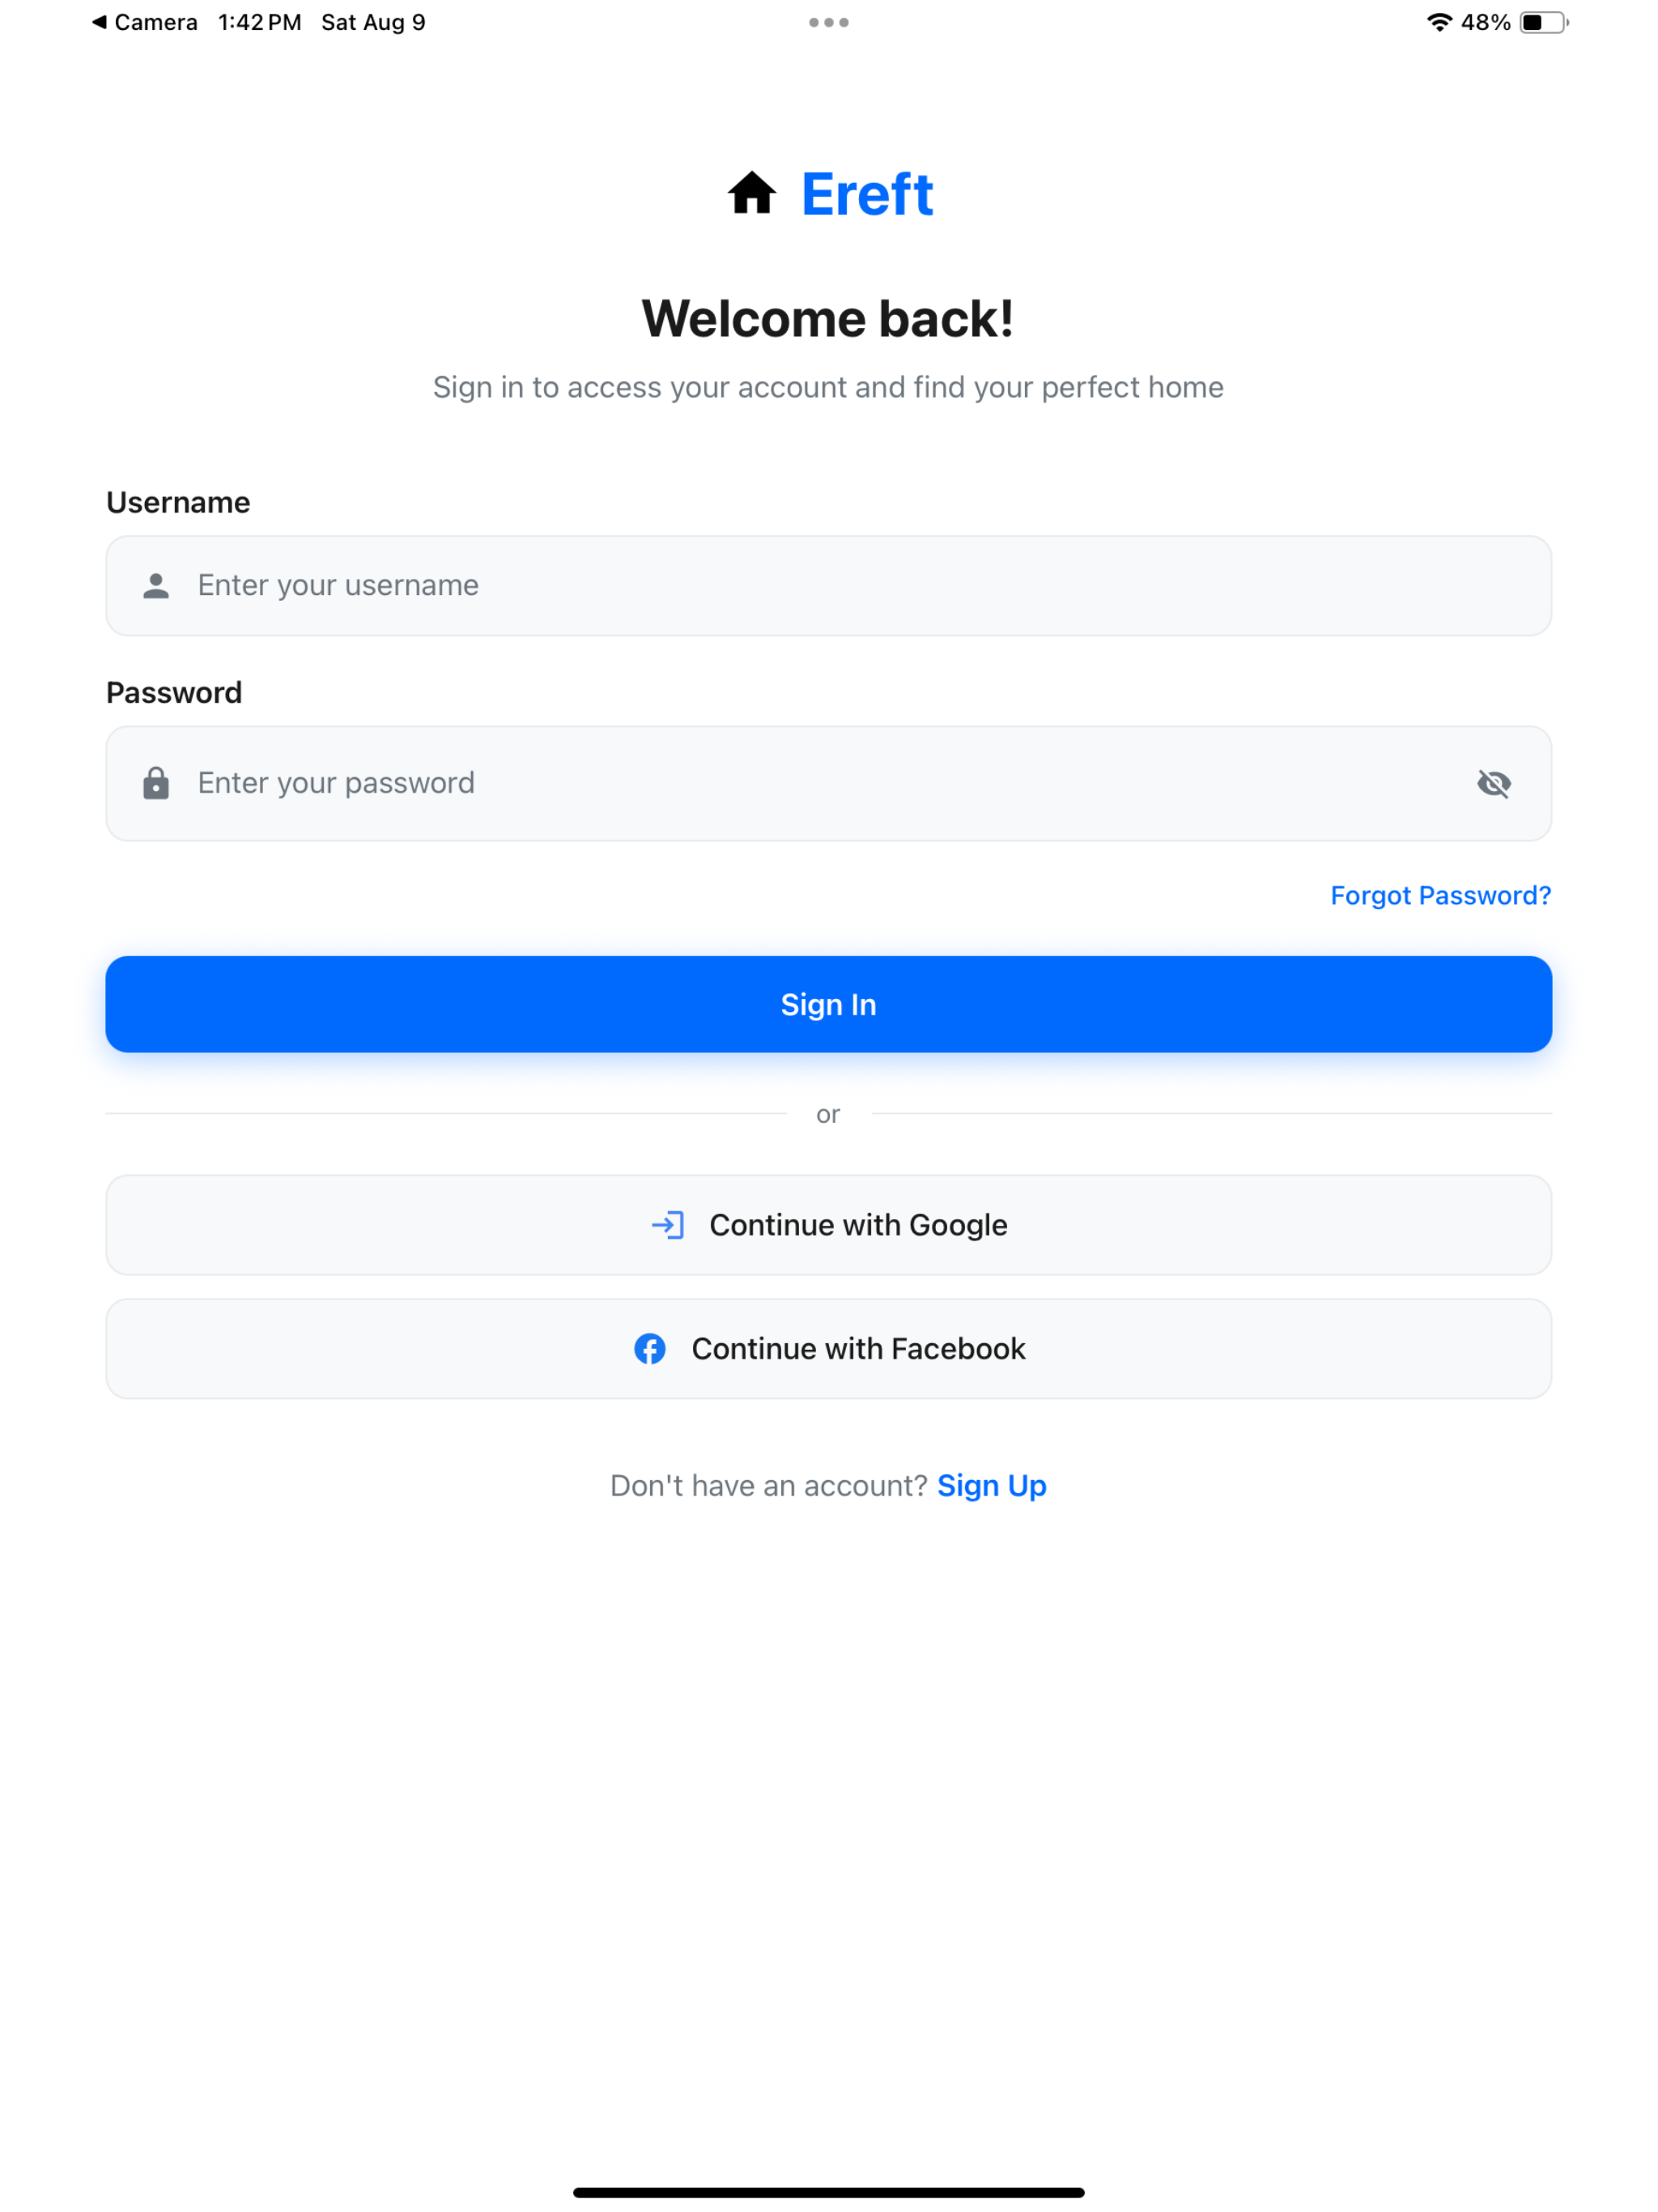 Camera 1:42 PM Sat Aug 9 48%
Ereft
Welcome back!
Sign in to access your account and find your perfect home
Username
Enter your username
Password
Enter your password
Forgot Password?
Sign In
or
Continue with Google
Continue with Facebook
Don't have an account? Sign Up